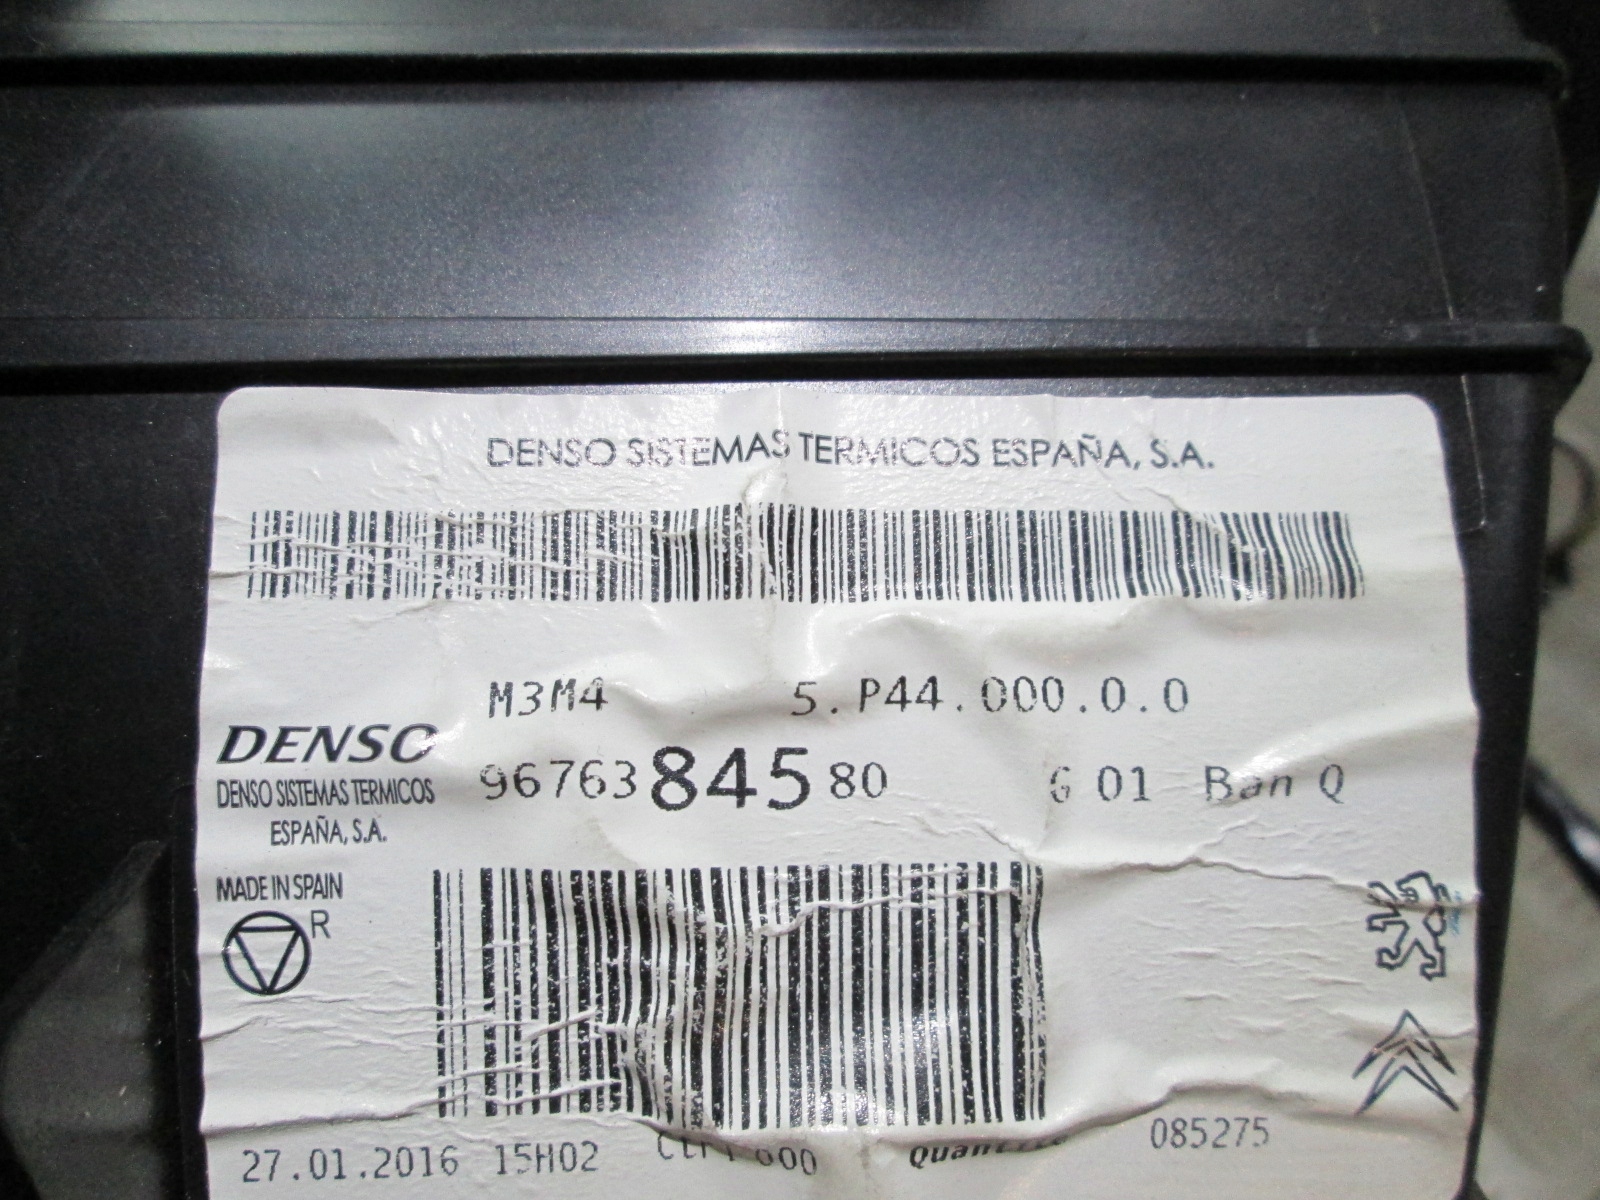 DENSO SISTEMAS TERMICOS ESPAÑA, S.A.
M3M4 5.P44.000.0.0
DENSO
9676384580 G 01 Ban Q
DENSO SISTEMAS TERMICOS
ESPAÑA, S.A.
MADE IN SPAIN
R
27.01.2016 15H02 085275